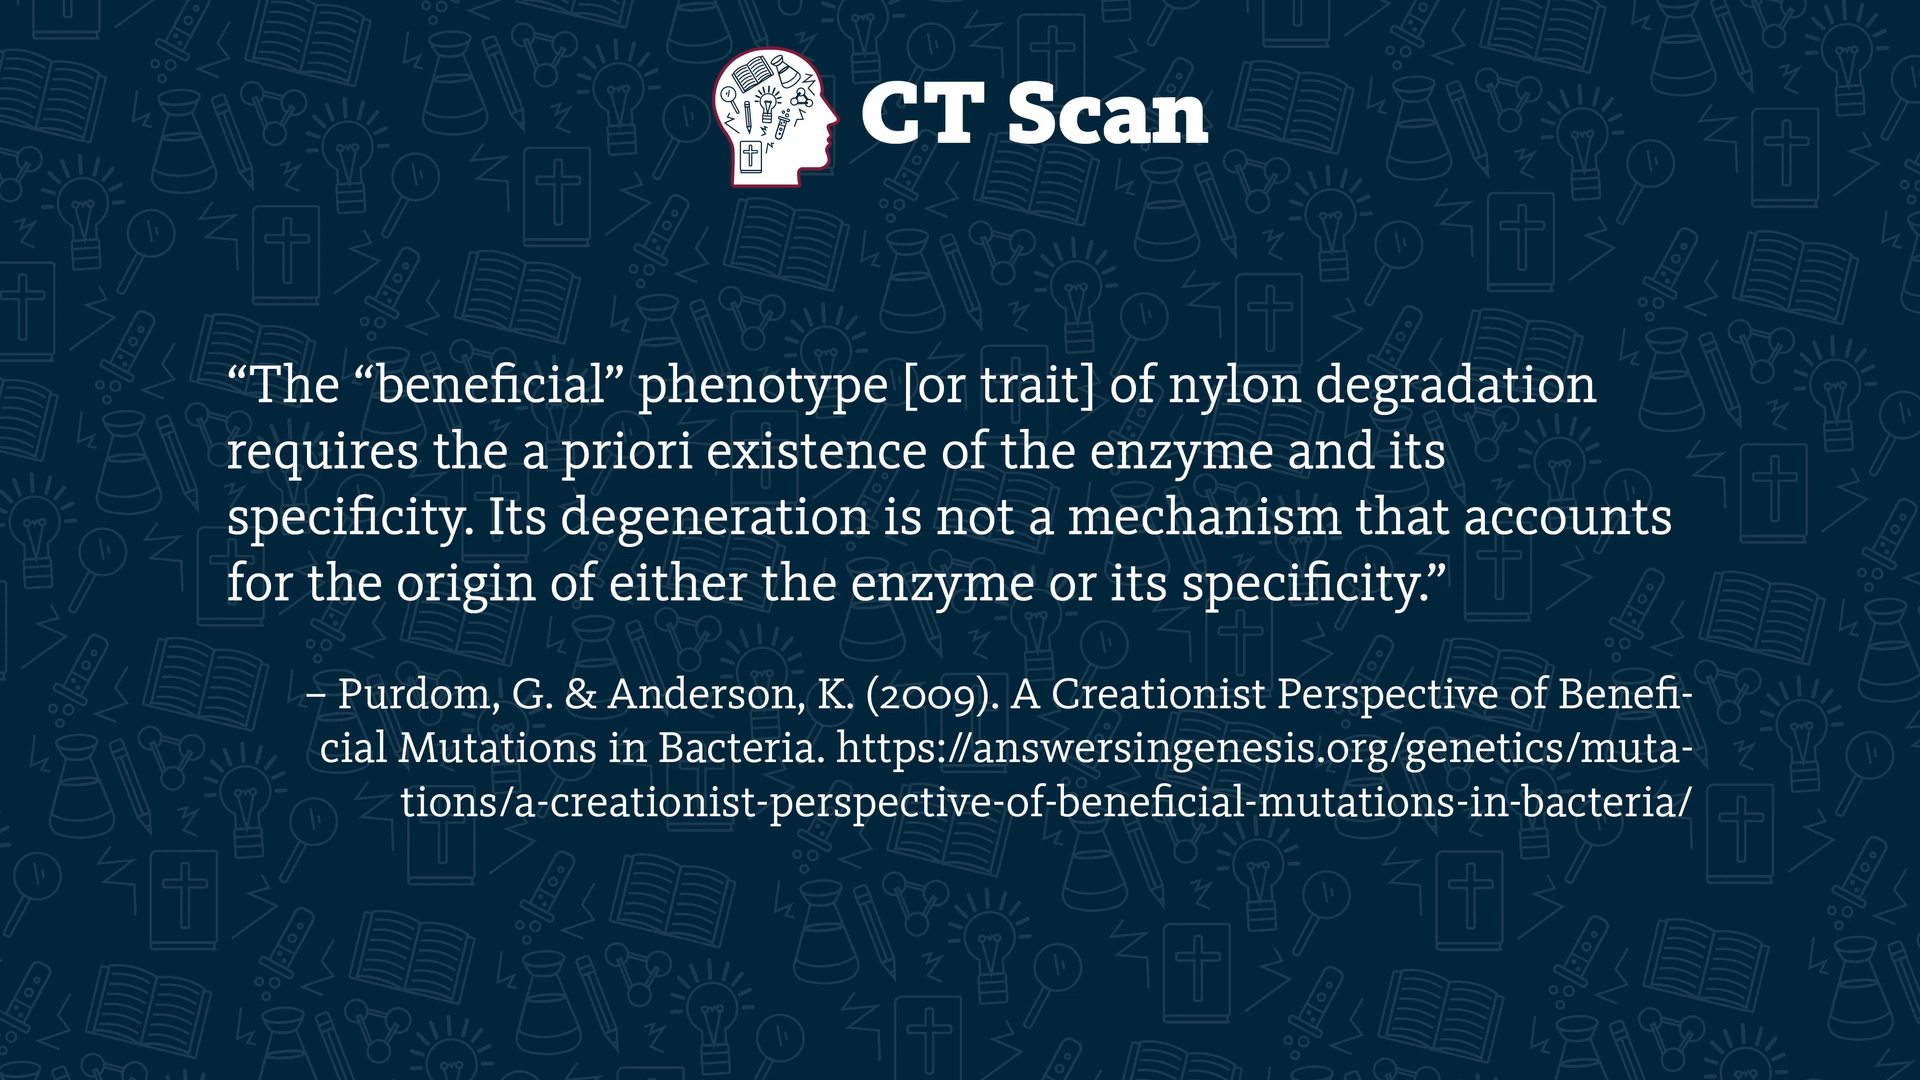 CT Scan
“The “beneficial” phenotype [or trait] of nylon degradation
requires the a priori existence of the enzyme and its
specificity. Its degeneration is not a mechanism that accounts
for the origin of either the enzyme or its specificity.”
– Purdom, G. & Anderson, K. (2009). A Creationist Perspective of Benefi-
cial Mutations in Bacteria. https://answersingenesis.org/genetics/muta-
tions/a-creationist-perspective-of-beneficial-mutations-in-bacteria/